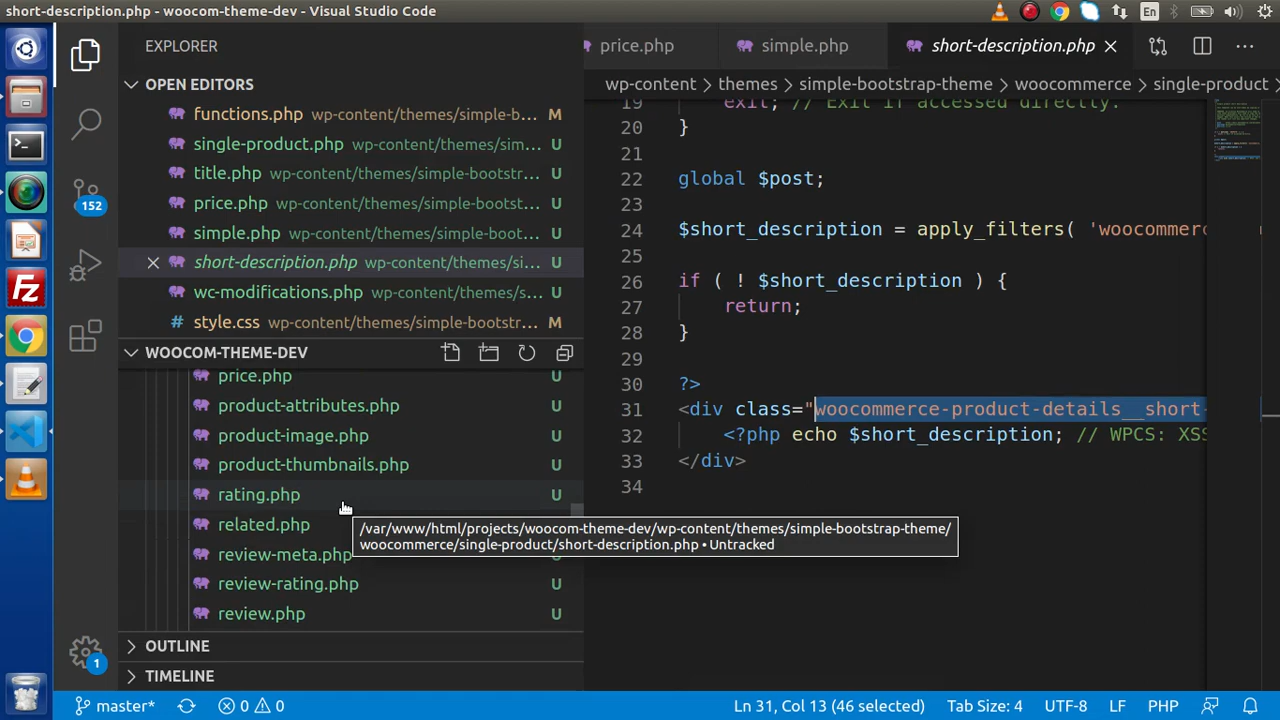 short-description.php - woocom-theme-dev - Visual Studio Code
En
EXPLORER
OPEN EDITORS
functions.php wp-content/themes/simple-b... M
single-product.php wp-content/themes/sim... U
title.php wp-content/themes/simple-bootstr... U
price.php wp-content/themes/simple-bootst... U
simple.php wp-content/themes/simple-boot... U
short-description.php wp-content/themes/si... U
wc-modifications.php wp-content/themes/s... U
style.css wp-content/themes/simple-bootstr... M
WOOCOM-THEME-DEV
price.php U
product-attributes.php U
product-image.php U
product-thumbnails.php U
rating.php U
related.php U
review-meta.php
review-rating.php U
review.php U
OUTLINE
TIMELINE
152
1
price.php simple.php short-description.php
wp-content > themes > simple-bootstrap-theme > woocommerce > single-product >
19 exit; // Exit if accessed directly.
20 }
21
22 global $post;
23
24 $short_description = apply_filters( 'woocommerc
25
26 if ( ! $short_description ) {
27 return;
28 }
29
30 ?>
31 <div class="woocommerce-product-details__short-
32 <?php echo $short_description; // WPCS: XSS
33 </div>
34
/var/www/html/projects/woocom-theme-dev/wp-content/themes/simple-bootstrap-theme/
woocommerce/single-product/short-description.php • Untracked
master* 0 0 Ln 31, Col 13 (46 selected) Tab Size: 4 UTF-8 LF PHP